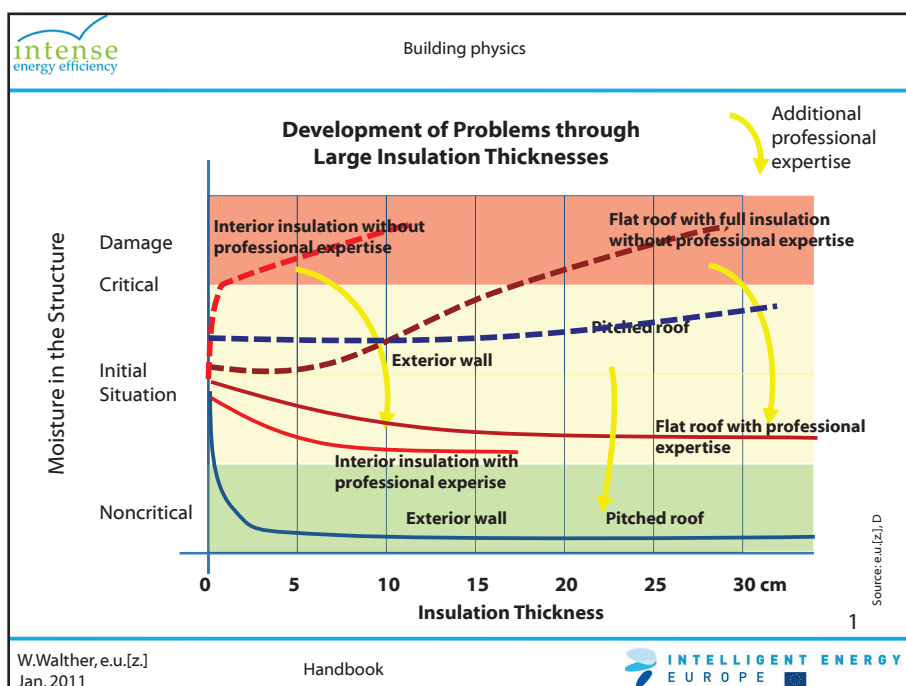 intense
energy efficiency
Building physics
Development of Problems through
Large Insulation Thicknesses
Additional
professional
expertise
Moisture in the Structure
Damage
Critical
Initial
Situation
Noncritical
Interior insulation without
professional expertise
Flat roof with full insulation
without professional expertise
Pitched roof
Exterior wall
Flat roof with professional
expertise
Interior insulation with
professional experise
Exterior wall
Pitched roof
0 5 10 15 20 25 30 cm
Insulation Thickness
Source: e.u.[z.], D
1
W.Walther, e.u.[z.]
Jan. 2011
Handbook
INTELLIGENT ENERGY
EUROPE